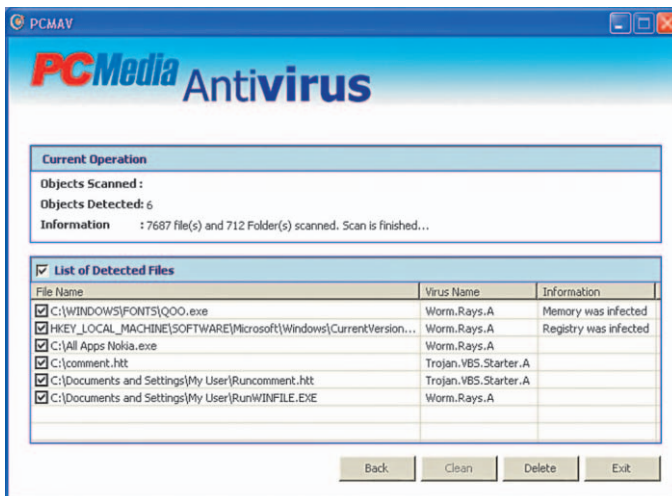 PCMAV
PCMedia Antivirus
Current Operation
Objects Scanned :
Objects Detected: 6
Information : 7687 file(s) and 712 Folder(s) scanned. Scan is finished...
List of Detected Files
File Name Virus Name Information
C:\WINDOWS\FONTS\QOO.exe Worm.Rays.A Memory was infected
HKEY_LOCAL_MACHINE\SOFTWARE\Microsoft\Windows\CurrentVersion... Worm.Rays.A Registry was infected
C:\All Apps Nokia.exe Worm.Rays.A
C:\comment.htt Trojan.VBS.Starter.A
C:\Documents and Settings\My User\Runcomment.htt Trojan.VBS.Starter.A
C:\Documents and Settings\My User\RunWINFILE.EXE Worm.Rays.A
Back Clean Delete Exit